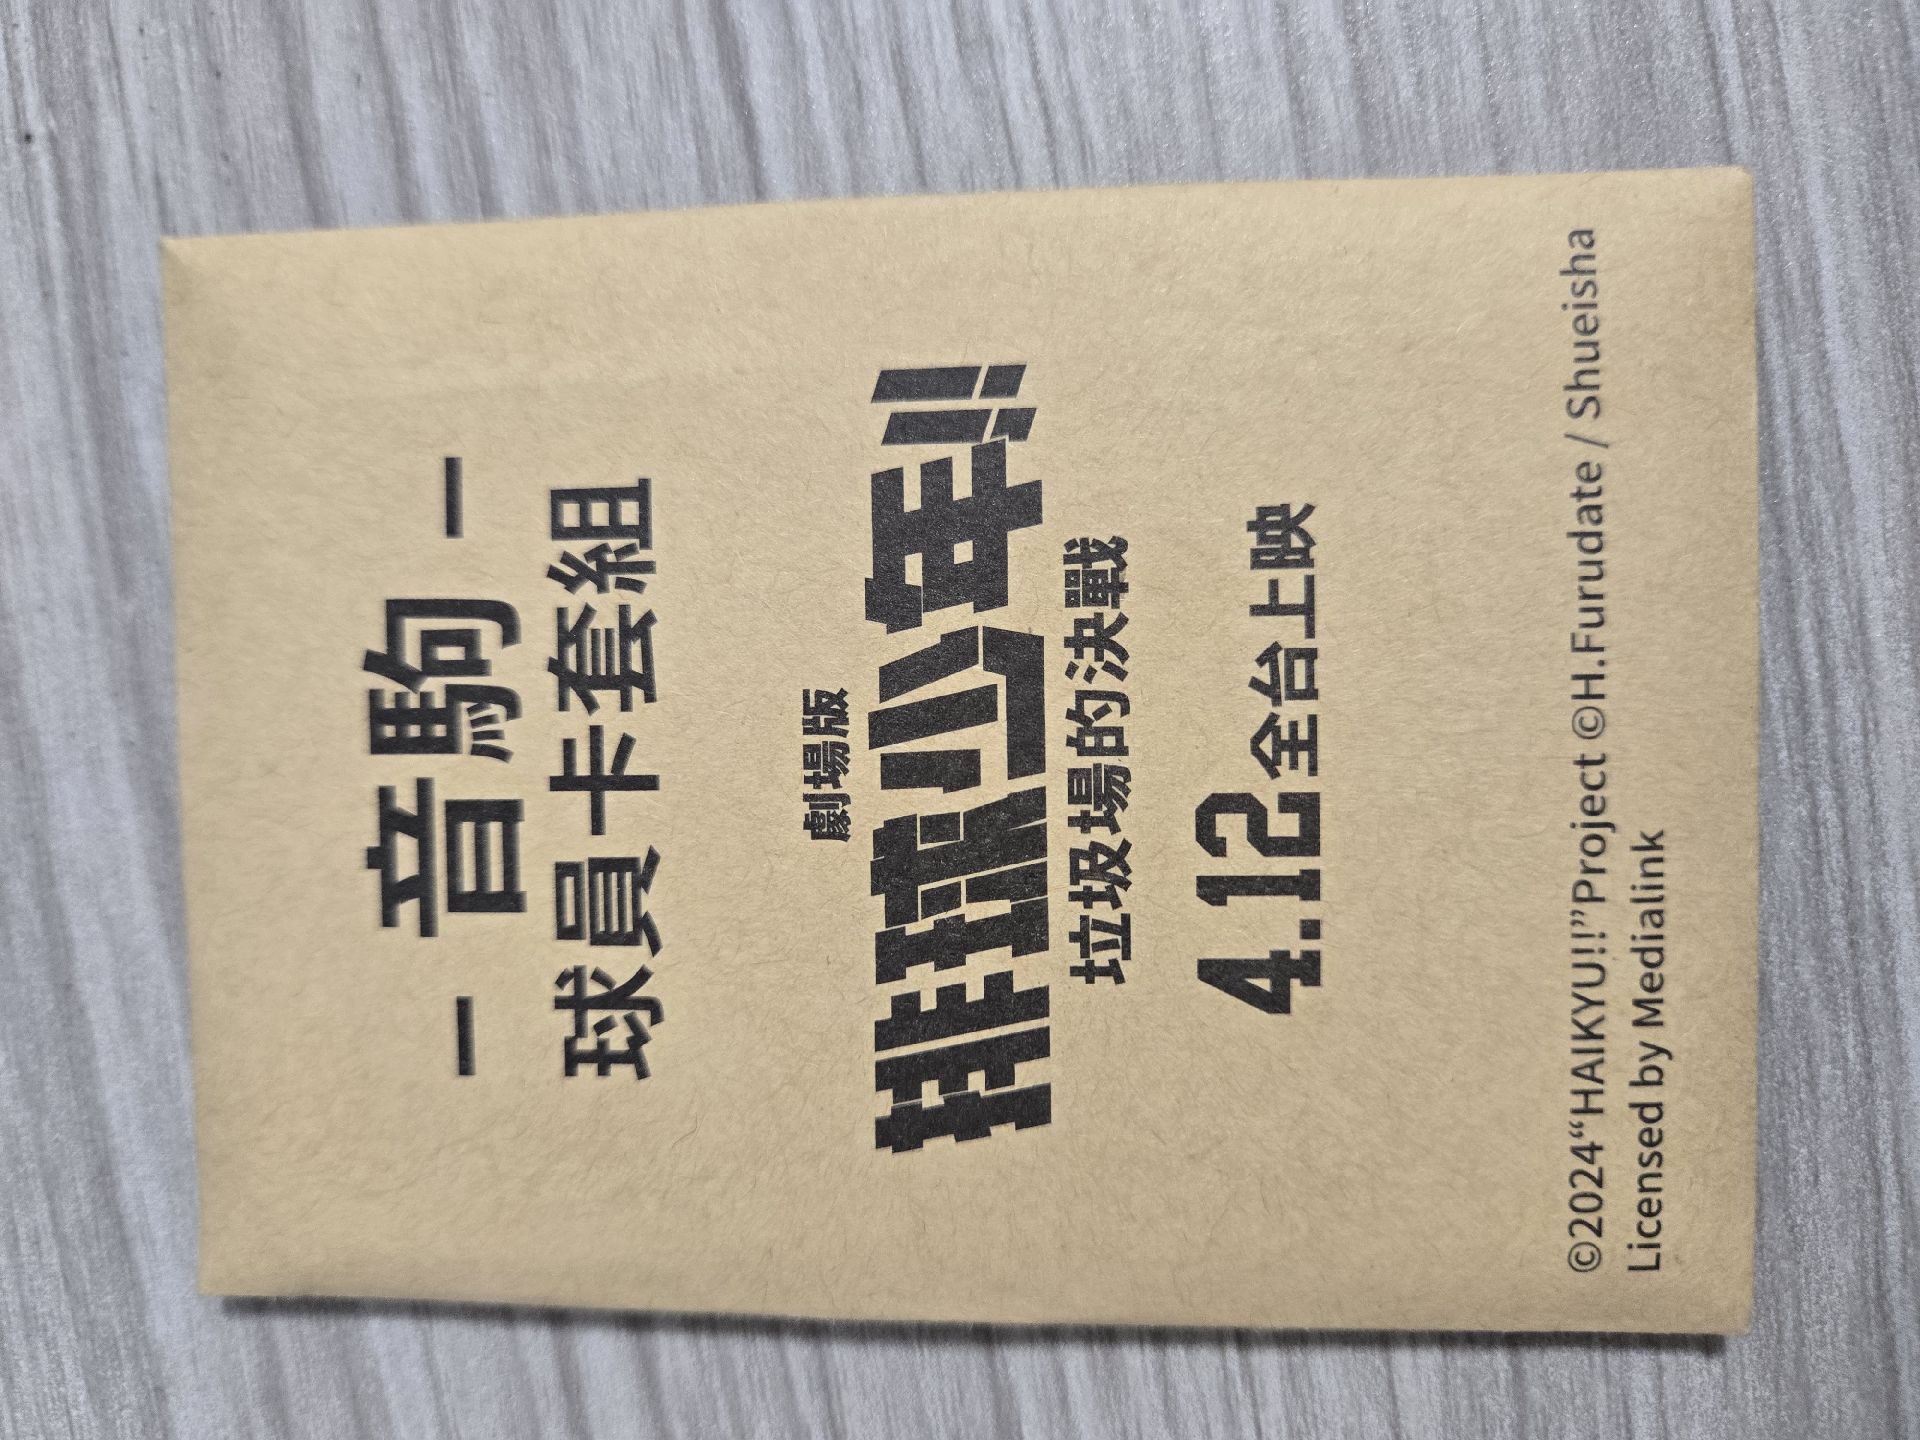 – 音駒 –
球員卡套組
劇場版
排球少年!!
垃圾場的決戰
4.12全台上映
©2024“HAIKYU!!”Project ©H.Furudate / Shueisha
Licensed by Medialink